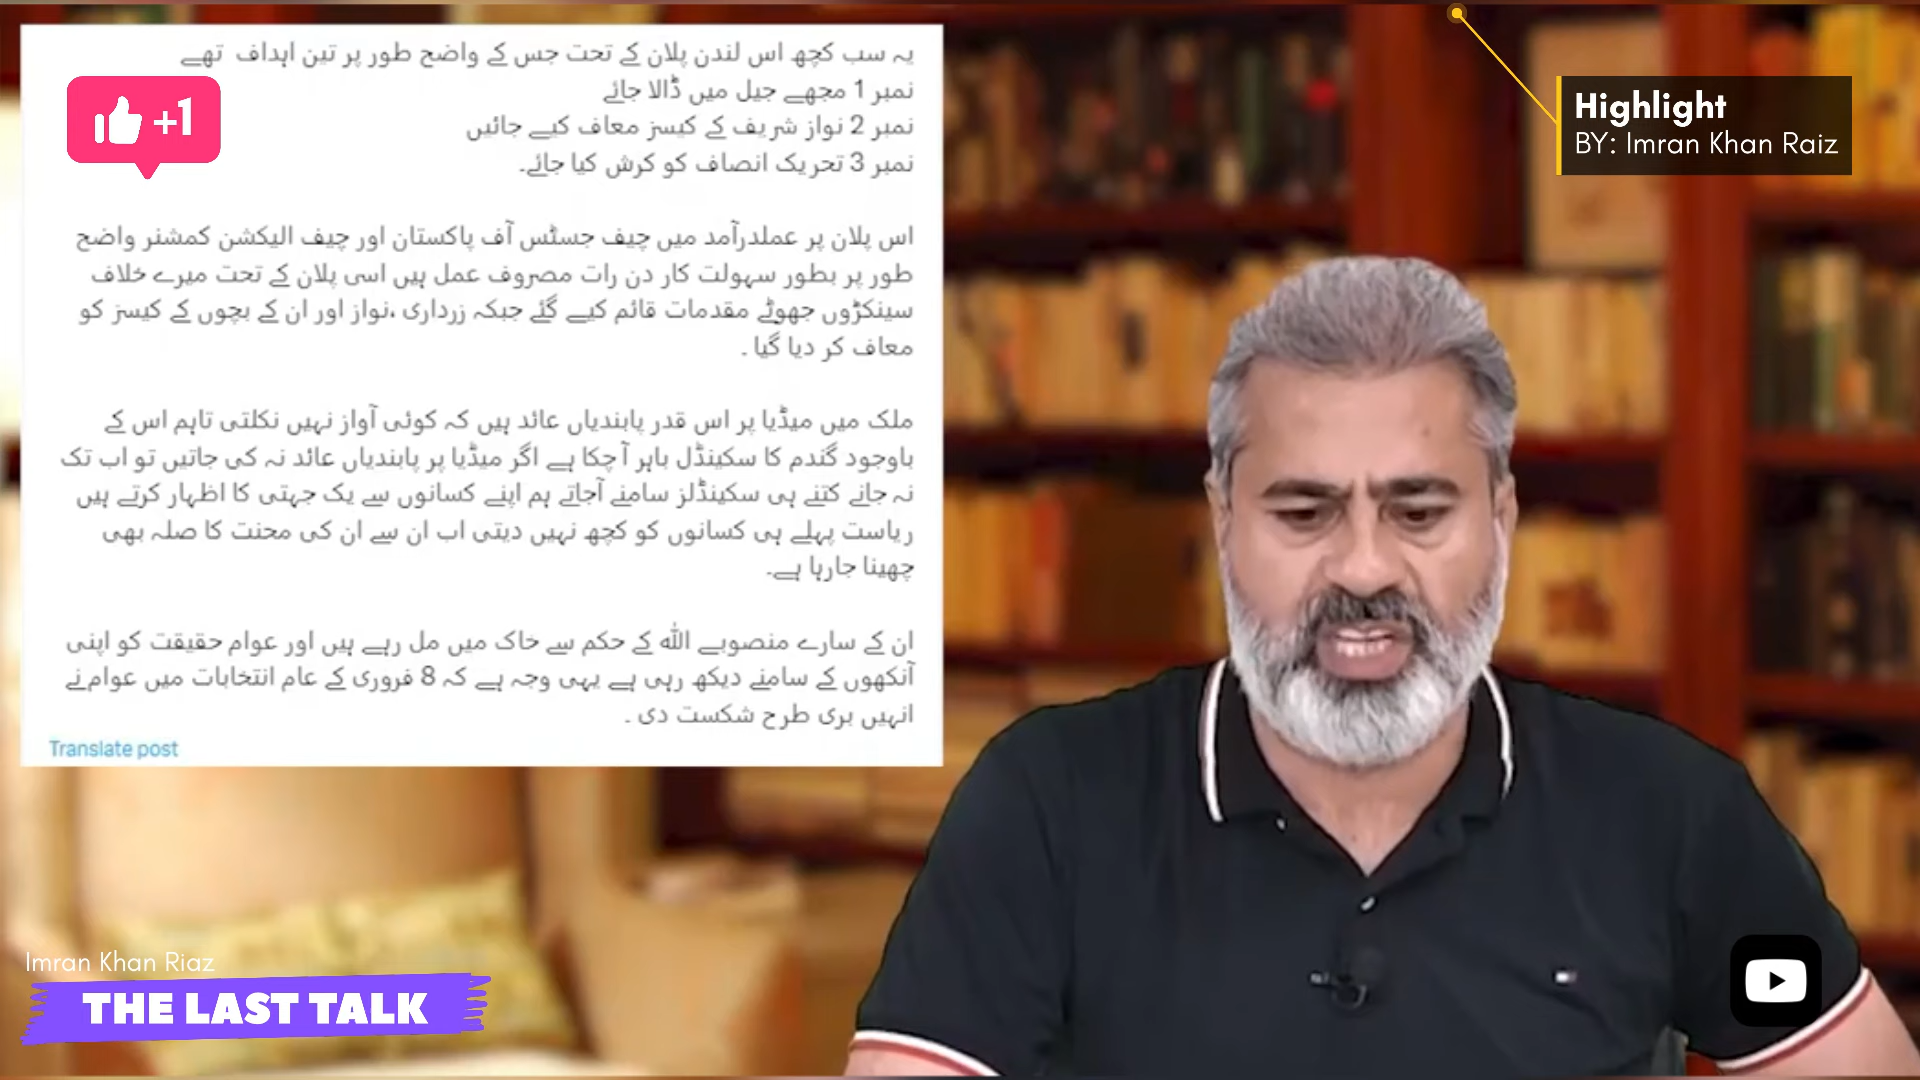 یہ سب کچھ اس لندن پلان کے تحت جس کے واضح طور پر تین اہداف تھے
نمبر 1 مجھے جیل میں ڈالا جائے
نمبر 2 نواز شریف کے کیسز معاف کیے جائیں
نمبر 3 تحریک انصاف کو کرش کیا جائے۔
اس پلان پر عملدرآمد میں چیف جسٹس آف پاکستان اور چیف الیکشن کمشنر واضح
طور پر بطور سہولت کار دن رات مصروف عمل ہیں اسی پلان کے تحت میرے خلاف
سینکڑوں جھوٹے مقدمات قائم کیے گئے جبکہ زرداری ،نواز اور ان کے بچوں کے کیسز کو
معاف کر دیا گیا ۔
ملک میں میڈیا پر اس قدر پابندیاں عائد ہیں کہ کوئی آواز نہیں نکلتی تاہم اس کے
باوجود گندم کا سکینڈل باہر آ چکا ہے اگر میڈیا پر پابندیاں عائد نہ کی جاتیں تو اب تک
نہ جانے کتنے ہی سکینڈلز سامنے آجاتے ہم اپنے کسانوں سے یک جہتی کا اظہار کرتے ہیں
ریاست پہلے ہی کسانوں کو کچھ نہیں دیتی اب ان سے ان کی محنت کا صلہ بھی
چھینا جارہا ہے۔
ان کے سارے منصوبے اللّٰہ کے حکم سے خاک میں مل رہے ہیں اور عوام حقیقت کو اپنی
آنکھوں کے سامنے دیکھ رہی ہے یہی وجہ ہے کہ 8 فروری کے عام انتخابات میں عوام نے
انہیں بری طرح شکست دی ۔
Translate post
+1
Highlight
BY: Imran Khan Raiz
Imran Khan Riaz
THE LAST TALK